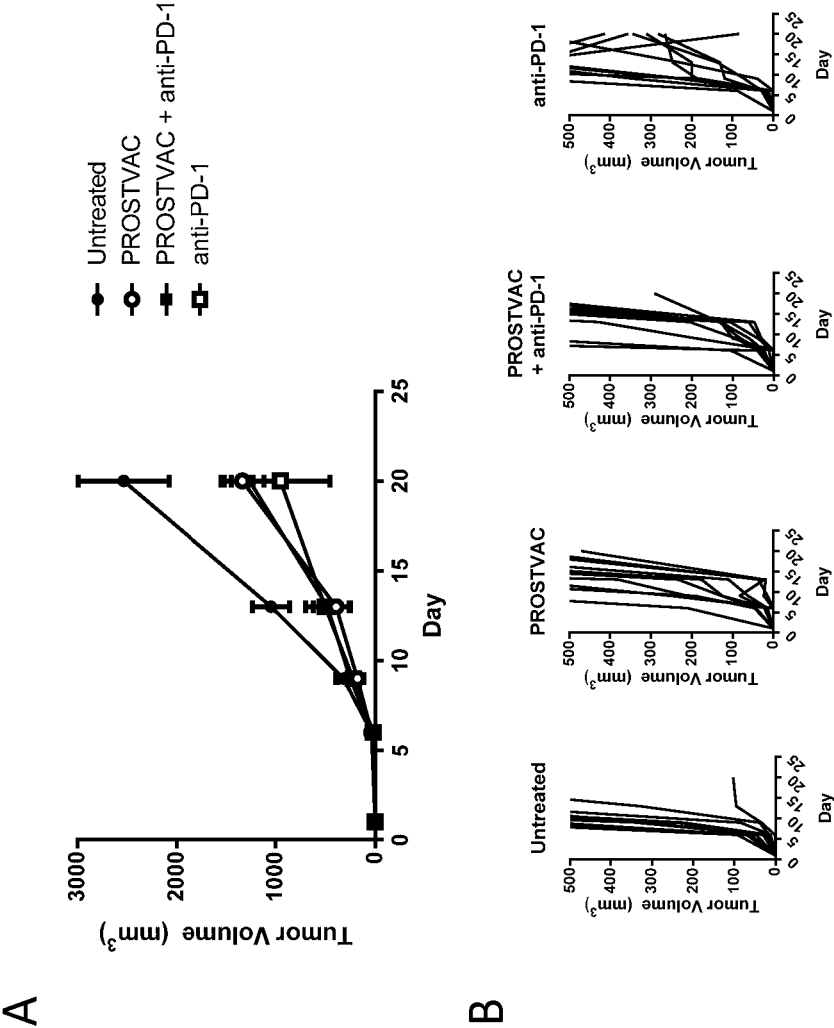 A
Tumor Volume (mm³)
3000
2000
1000
0
0
5
10
15
20
25
Day
Untreated
PROSTVAC
PROSTVAC + anti-PD-1
anti-PD-1
B
Untreated
Tumor Volume (mm³)
500
400
300
200
100
0
0
5
10
15
20
25
Day
PROSTVAC
Tumor Volume (mm³)
500
400
300
200
100
0
0
5
10
15
20
25
Day
PROSTVAC
+ anti-PD-1
Tumor Volume (mm³)
500
400
300
200
100
0
0
5
10
15
20
25
Day
anti-PD-1
Tumor Volume (mm³)
500
400
300
200
100
0
0
5
10
15
20
25
Day